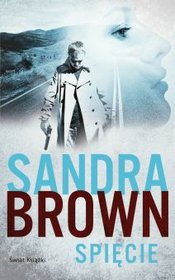 SANDRA
BROWN
Świat Książki
SPIĘCIE